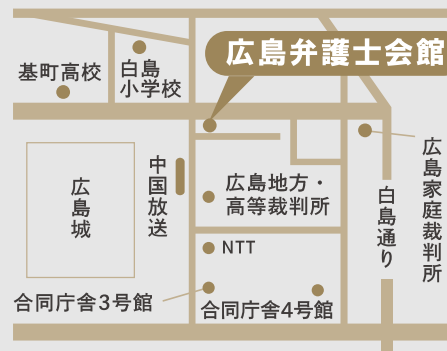 広島弁護士会館
基町高校
白島
小学校
中国放送
広島城
広島地方・
高等裁判所
広島家庭裁判所
白島通り
NTT
合同庁舎3号館
合同庁舎4号館